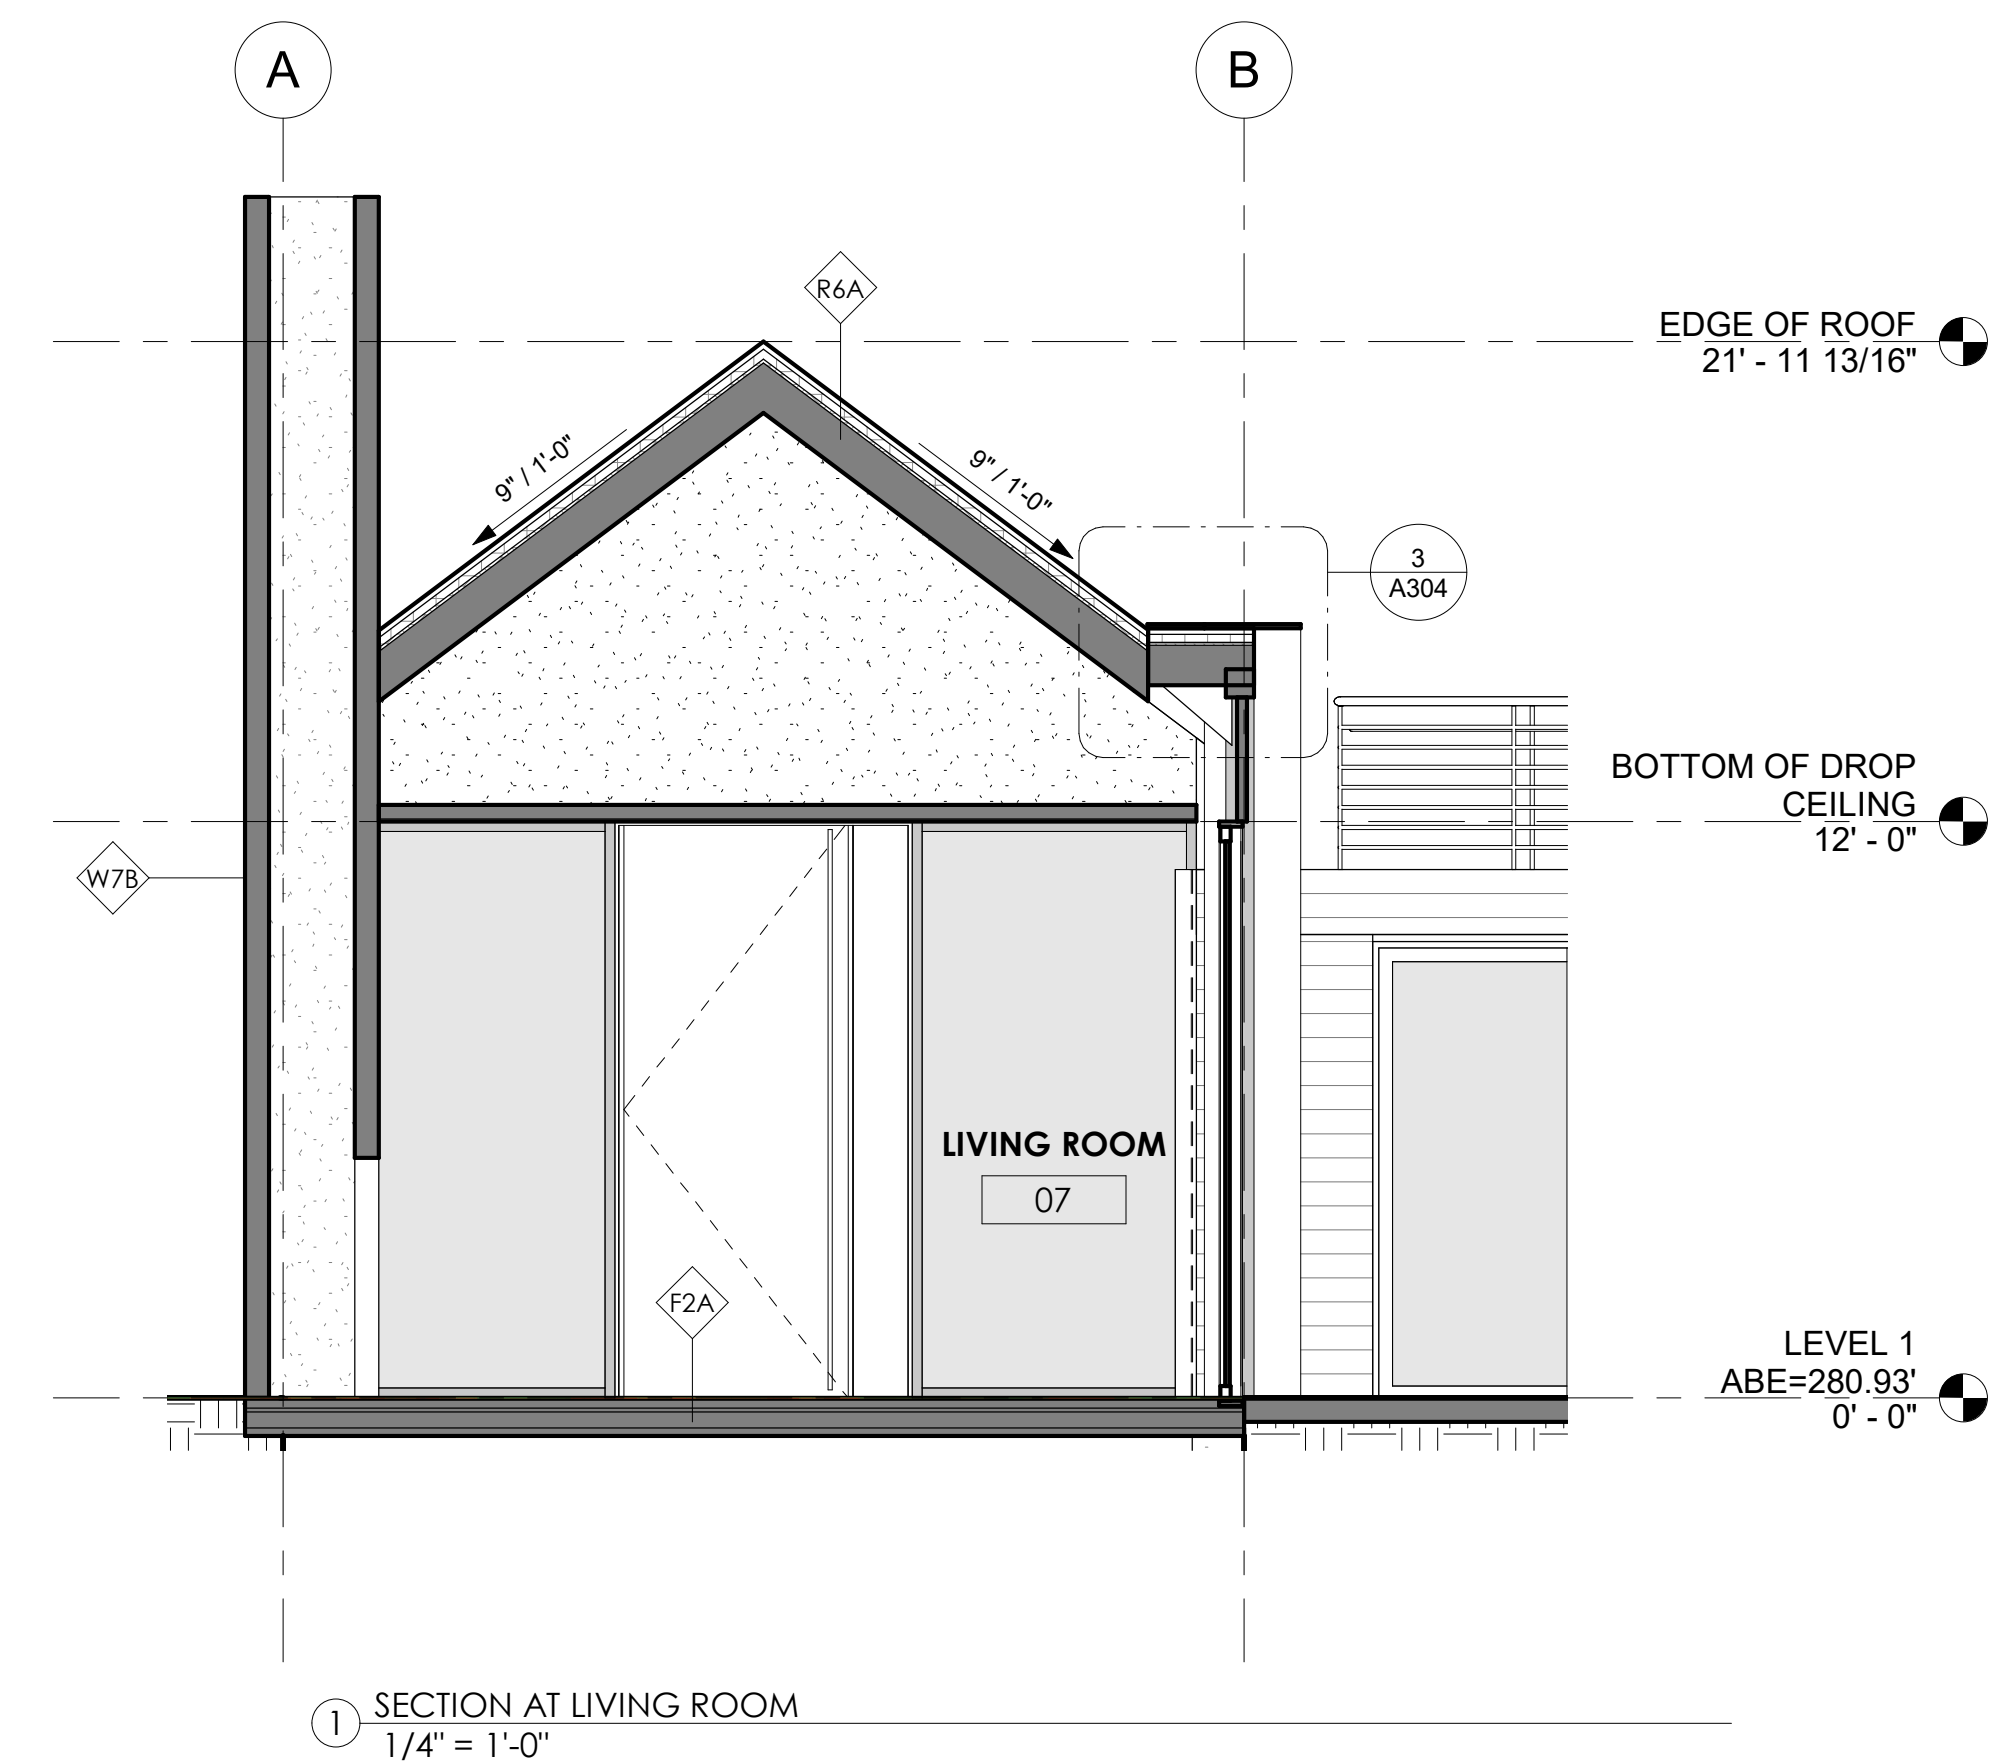 A
B
R6A
EDGE OF ROOF
21' - 11 13/16"
9" / 1'-0"
9" / 1'-0"
3
A304
BOTTOM OF DROP
CEILING
12' - 0"
W7B
LIVING ROOM
07
F2A
LEVEL 1
ABE=280.93'
0' - 0"
1
SECTION AT LIVING ROOM
1/4" = 1'-0"